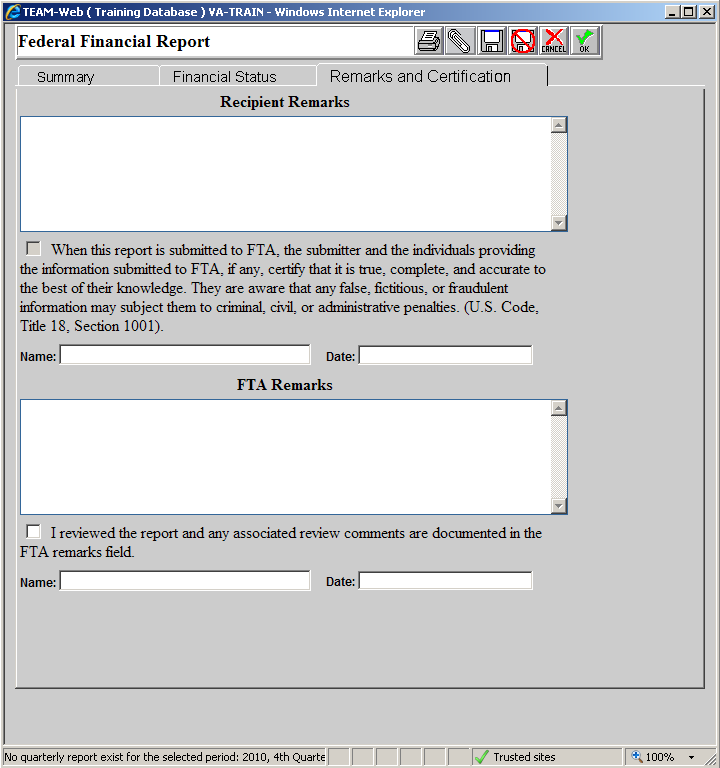 TEAM-Web ( Training Database ) VA-TRAIN - Windows Internet Explorer
Federal Financial Report
CANCEL
OK
Summary
Financial Status
Remarks and Certification
Recipient Remarks
When this report is submitted to FTA, the submitter and the individuals providing
the information submitted to FTA, if any, certify that it is true, complete, and accurate to
the best of their knowledge. They are aware that any false, fictitious, or fraudulent
information may subject them to criminal, civil, or administrative penalties. (U.S. Code,
Title 18, Section 1001).
Name:
Date:
FTA Remarks
I reviewed the report and any associated review comments are documented in the
FTA remarks field.
Name:
Date:
No quarterly report exist for the selected period: 2010, 4th Quarte
Trusted sites
100%